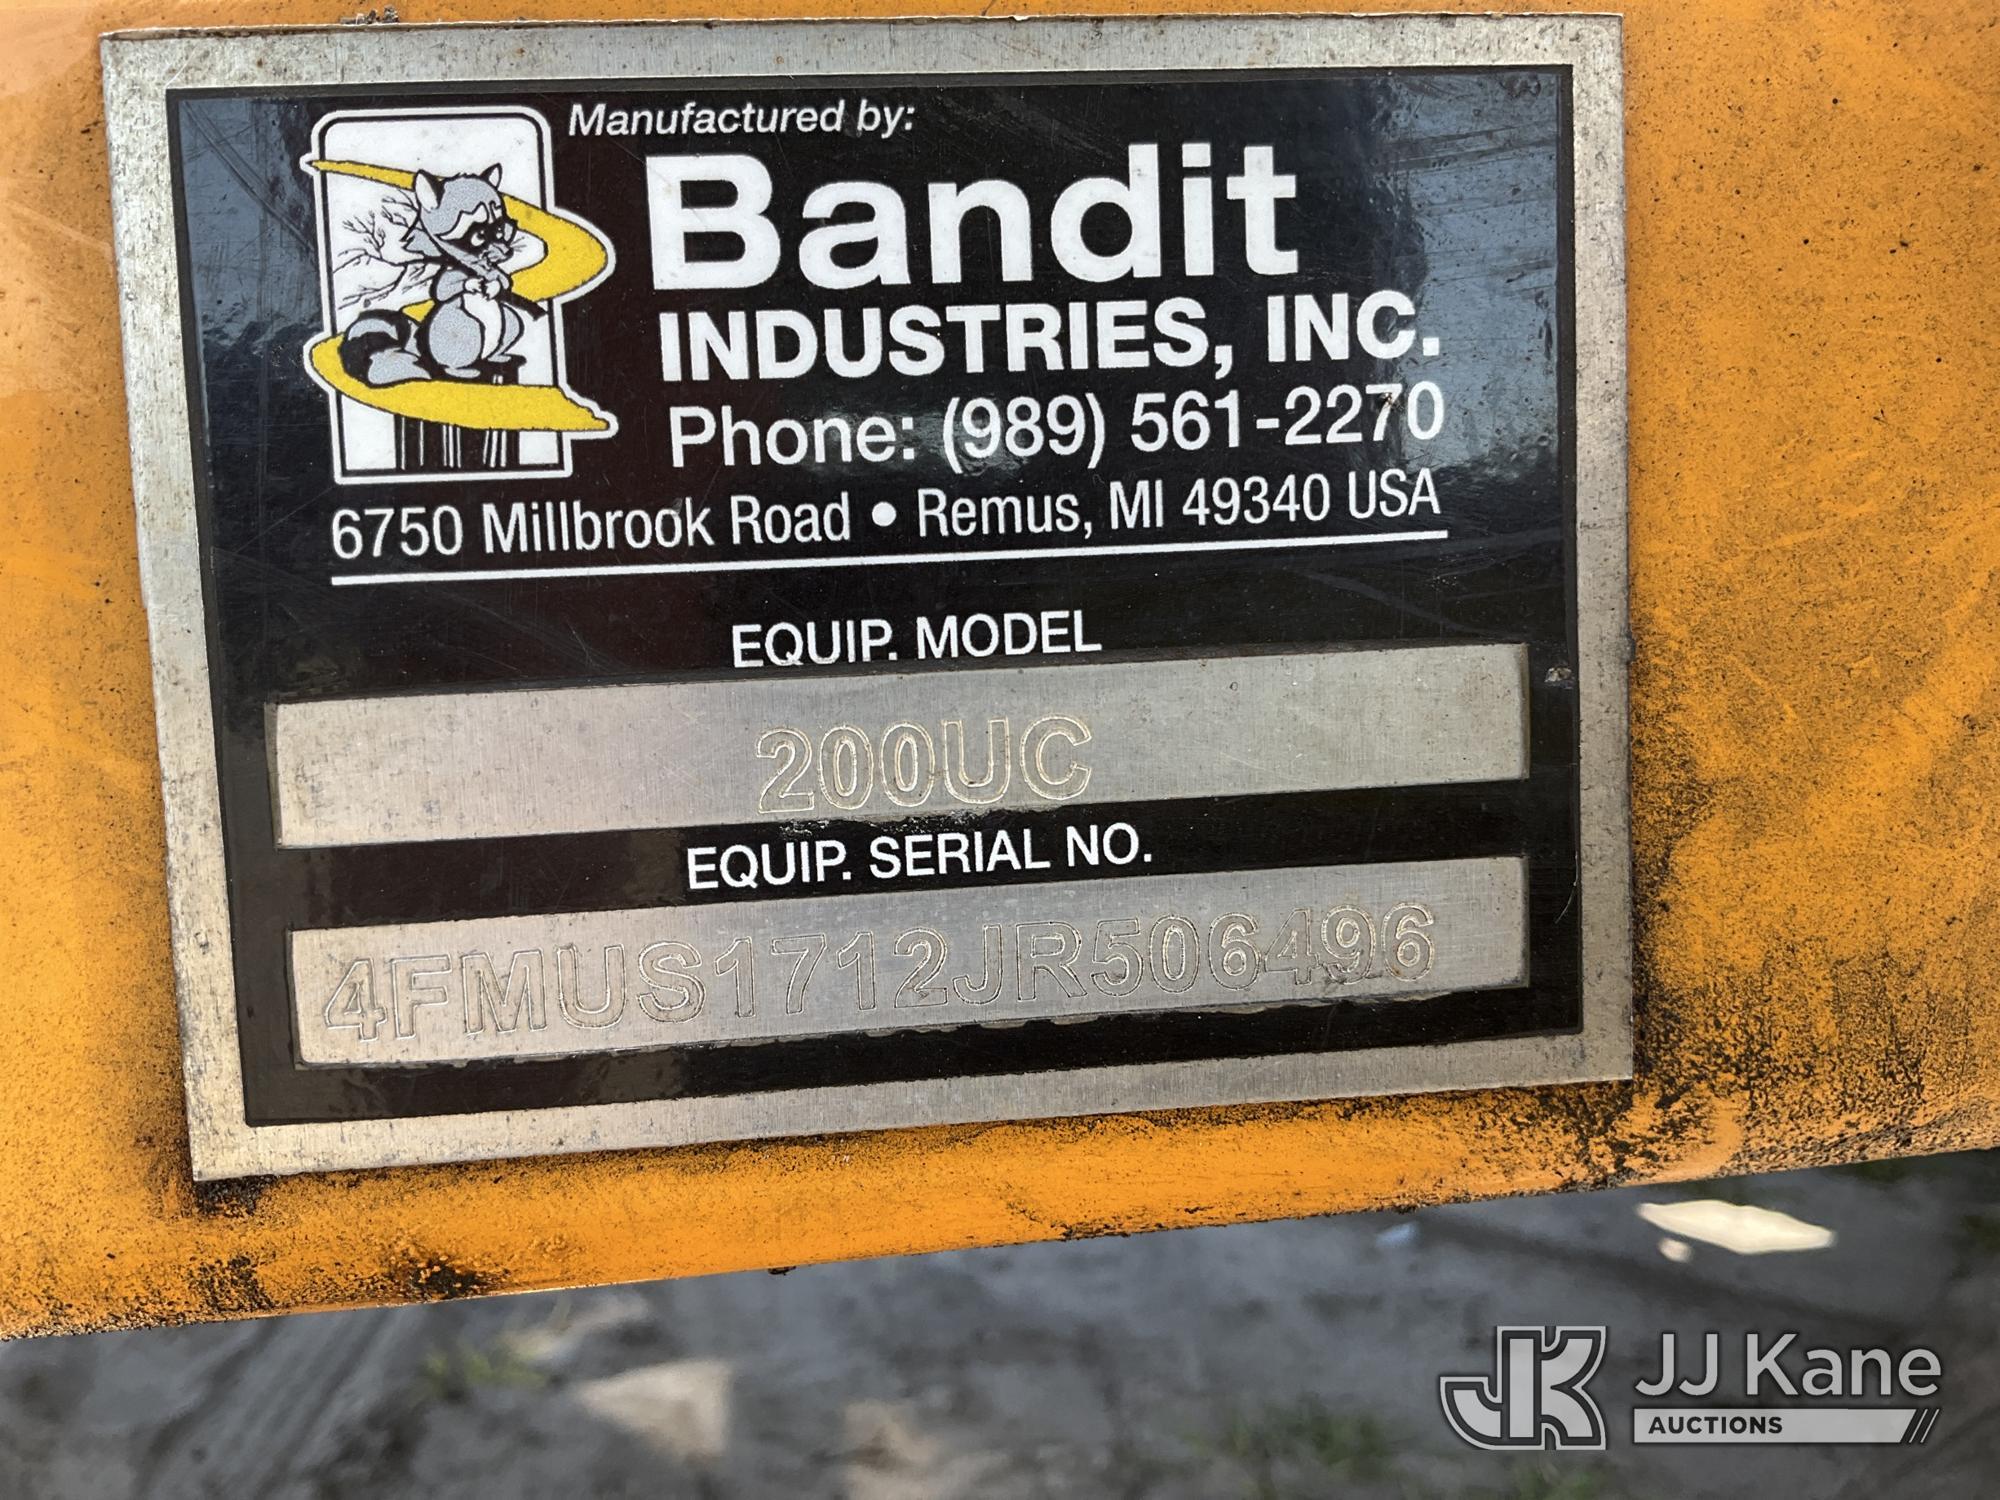 Manufactured by:
Bandit
INDUSTRIES, INC.
Phone: (989) 561-2270
6750 Millbrook Road • Remus, MI 49340 USA
EQUIP. MODEL
200UC
EQUIP. SERIAL NO.
4FMUS1712JR506496
JK JJ Kane
AUCTIONS